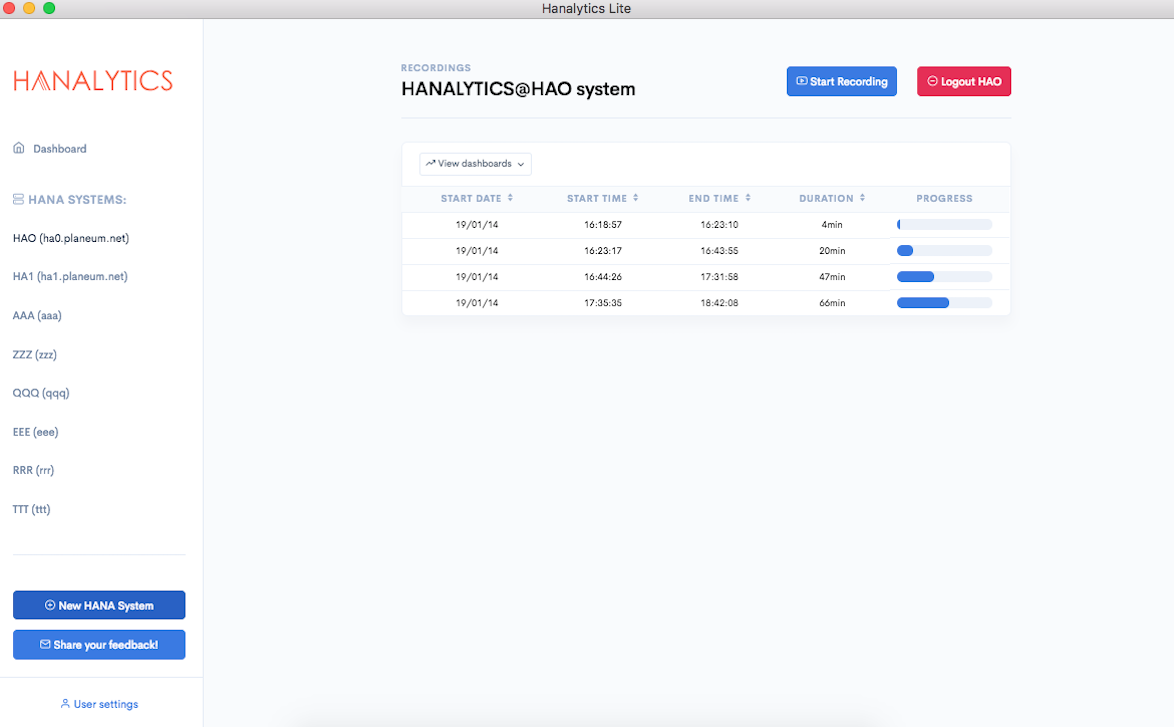 Hanalytics Lite
HANALYTICS
Dashboard
HANA SYSTEMS:
HAO (ha0.planeum.net)
HA1 (ha1.planeum.net)
AAA (aaa)
ZZZ (zzz)
QQQ (qqq)
EEE (eee)
RRR (rrr)
TTT (ttt)
New HANA System
Share your feedback!
User settings
RECORDINGS
HANALYTICS@HAO system
Start Recording
Logout HAO
View dashboards
START DATE START TIME END TIME DURATION PROGRESS
19/01/14 16:18:57 16:23:10 4min
19/01/14 16:23:17 16:43:55 20min
19/01/14 16:44:26 17:31:58 47min
19/01/14 17:35:35 18:42:08 66min